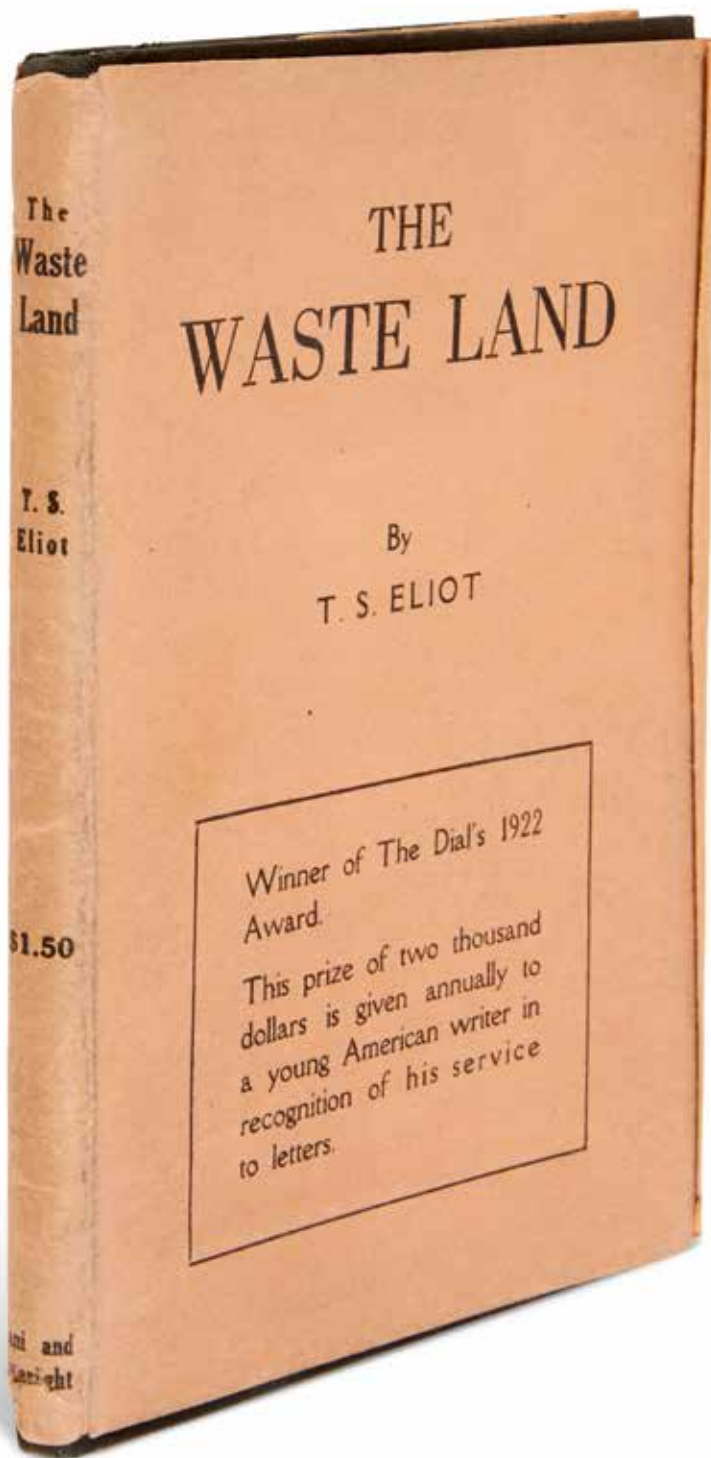 The
Waste
Land
T. S.
Eliot
$1.50
and
THE
WASTE LAND
By
T. S. ELIOT
Winner of The Dial's 1922
Award.
This prize of two thousand
dollars is given annually to
a young American writer in
recognition of his service
to letters.